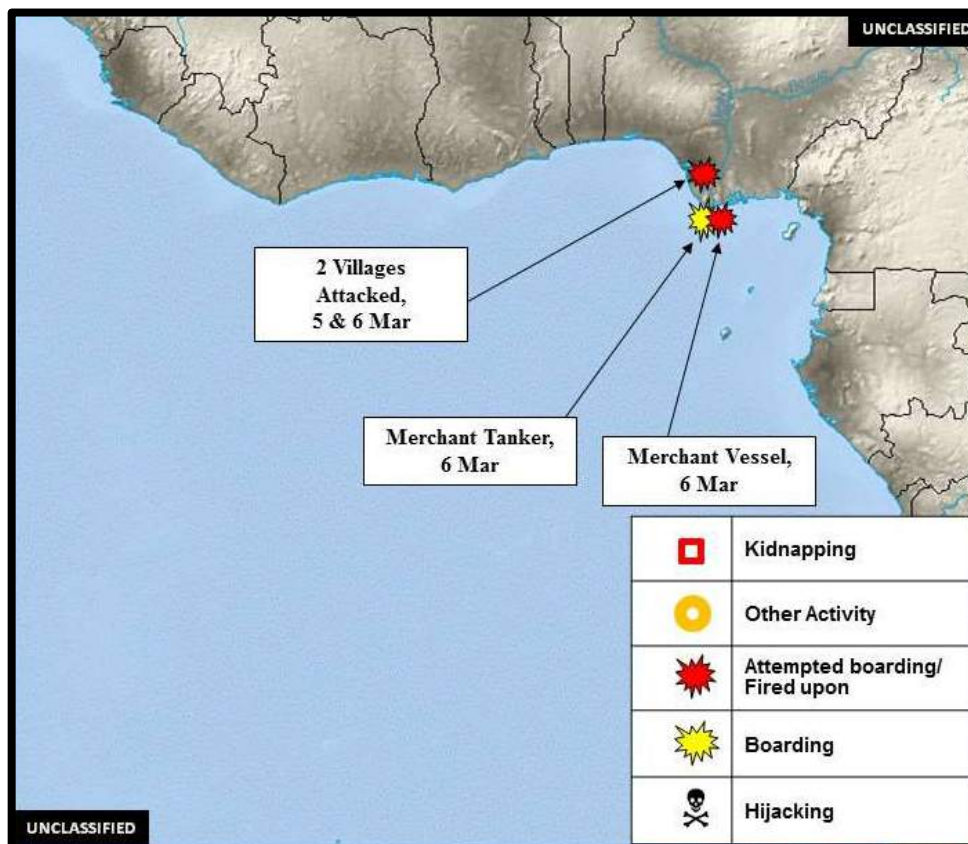 UNCLASSIFIED
2 Villages
Attacked,
5 & 6 Mar
Merchant Tanker,
6 Mar
Merchant Vessel,
6 Mar
Kidnapping
Other Activity
Attempted boarding/
Fired upon
Boarding
Hijacking
UNCLASSIFIED